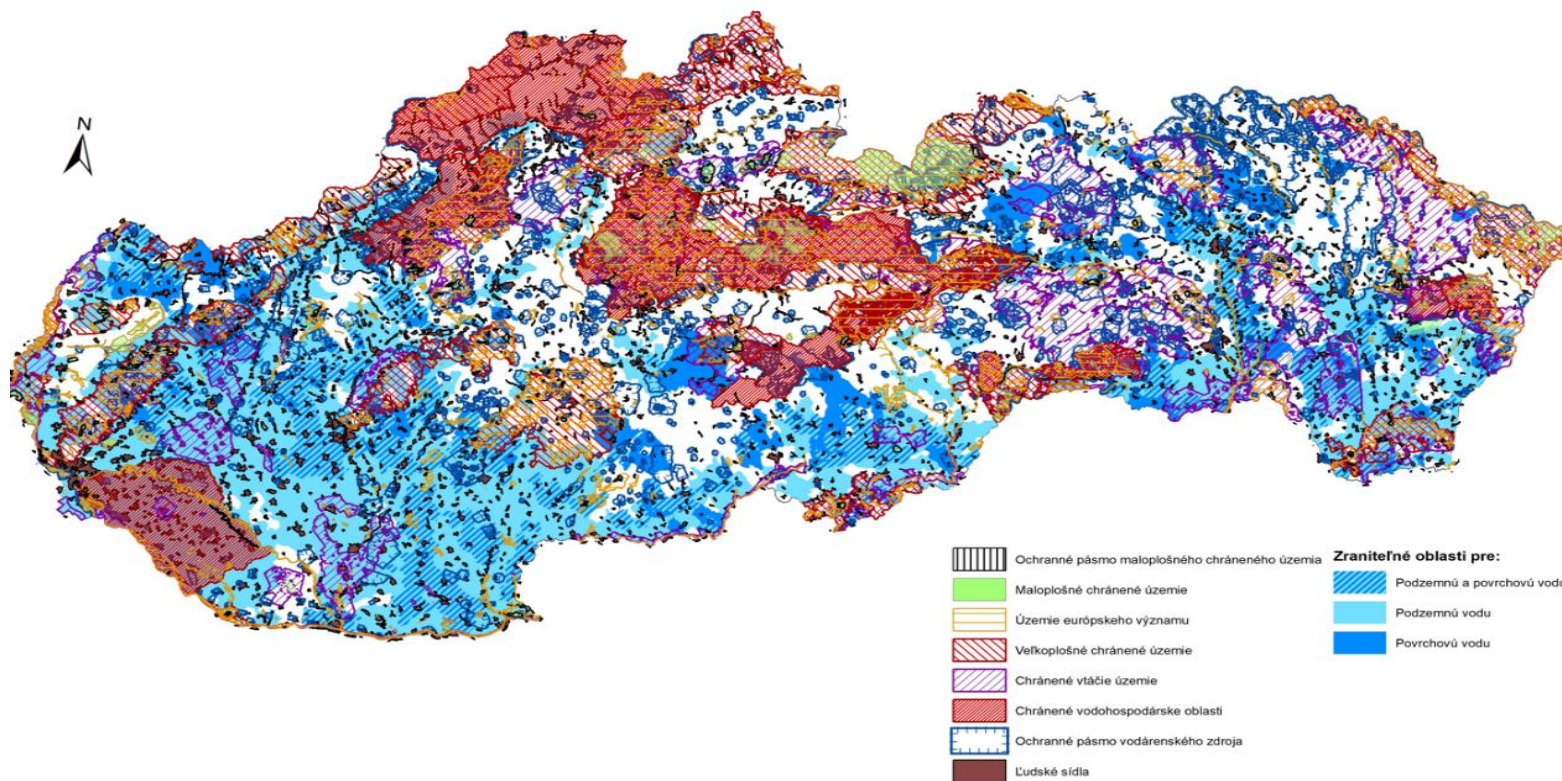 N
Ochranné pásmo maloplošného chráneného územia
Maloplošné chránené územie
Územie európskeho významu
Veľkoplošné chránené územie
Chránené vtáčie územie
Chránené vodohospodárske oblasti
Ochranné pásmo vodárenského zdroja
Ľudské sídla
Zraniteľné oblasti pre:
Podzemnú a povrchovú vodu
Podzemnú vodu
Povrchovú vodu